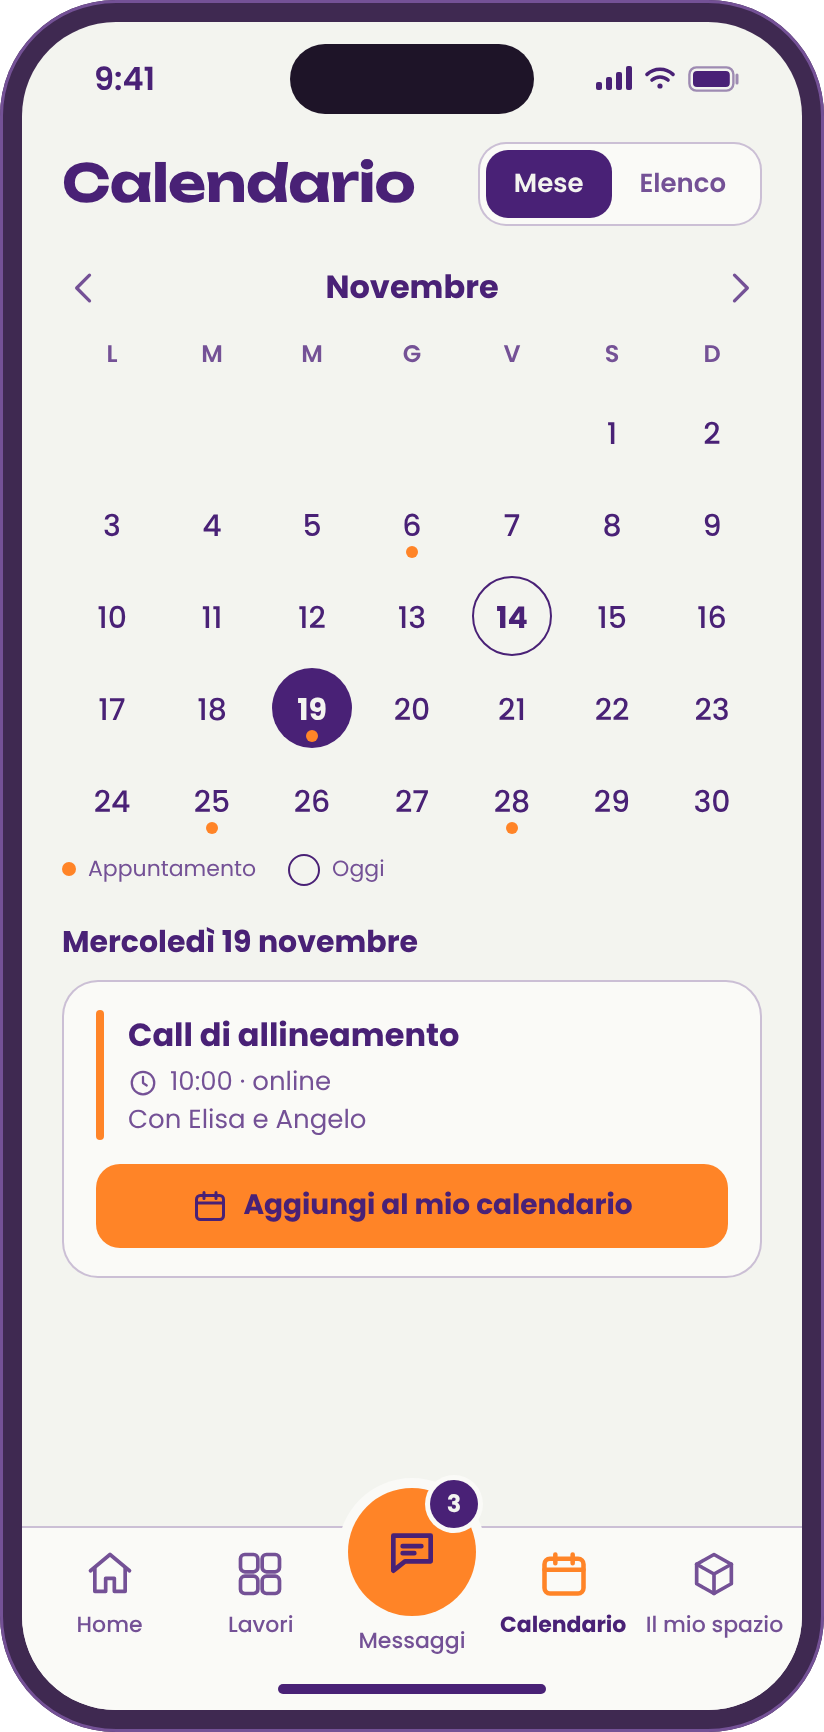 9:41
Calendario
Mese Elenco
Novembre
L M M G V S D
1 2
3 4 5 6 7 8 9
10 11 12 13 14 15 16
17 18 19 20 21 22 23
24 25 26 27 28 29 30
Appuntamento Oggi
Mercoledì 19 novembre
Call di allineamento
10:00 · online
Con Elisa e Angelo
Aggiungi al mio calendario
3
Home Lavori Messaggi Calendario Il mio spazio